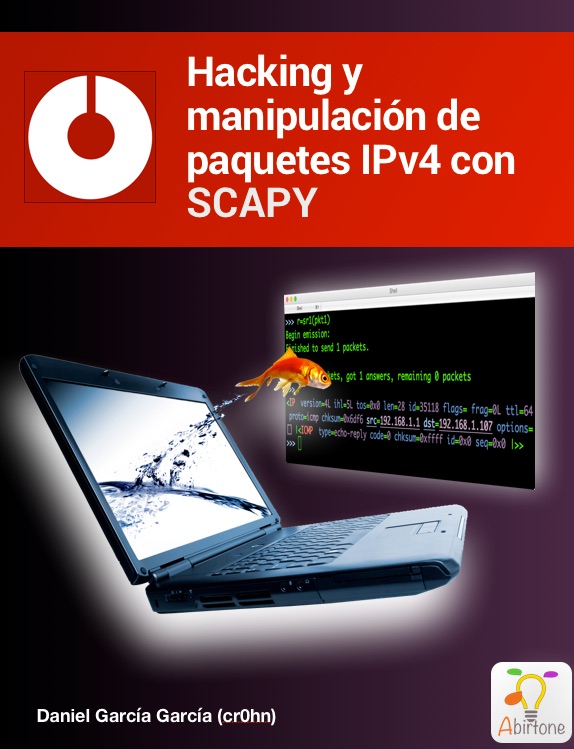 Hacking y
manipulación de
paquetes IPv4 con
SCAPY
Shell
>>> r=sr1(pkt1)
Begin emission:
to send 1 packets.
got 1 answers, remaining 0 packets
>>>
<IP version=4L ihl=5L tos=0x0 len=28 id=35118 flags= frag=0L ttl=64
proto=icmp chksum=0x6df6 src=192.168.1.1 dst=192.168.1.107 options=
[] |<ICMP type=echo-reply code=0 chksum=0xffff id=0x0 seq=0x0 |>>
>>>
Daniel García García (cr0hn)
Abirtone